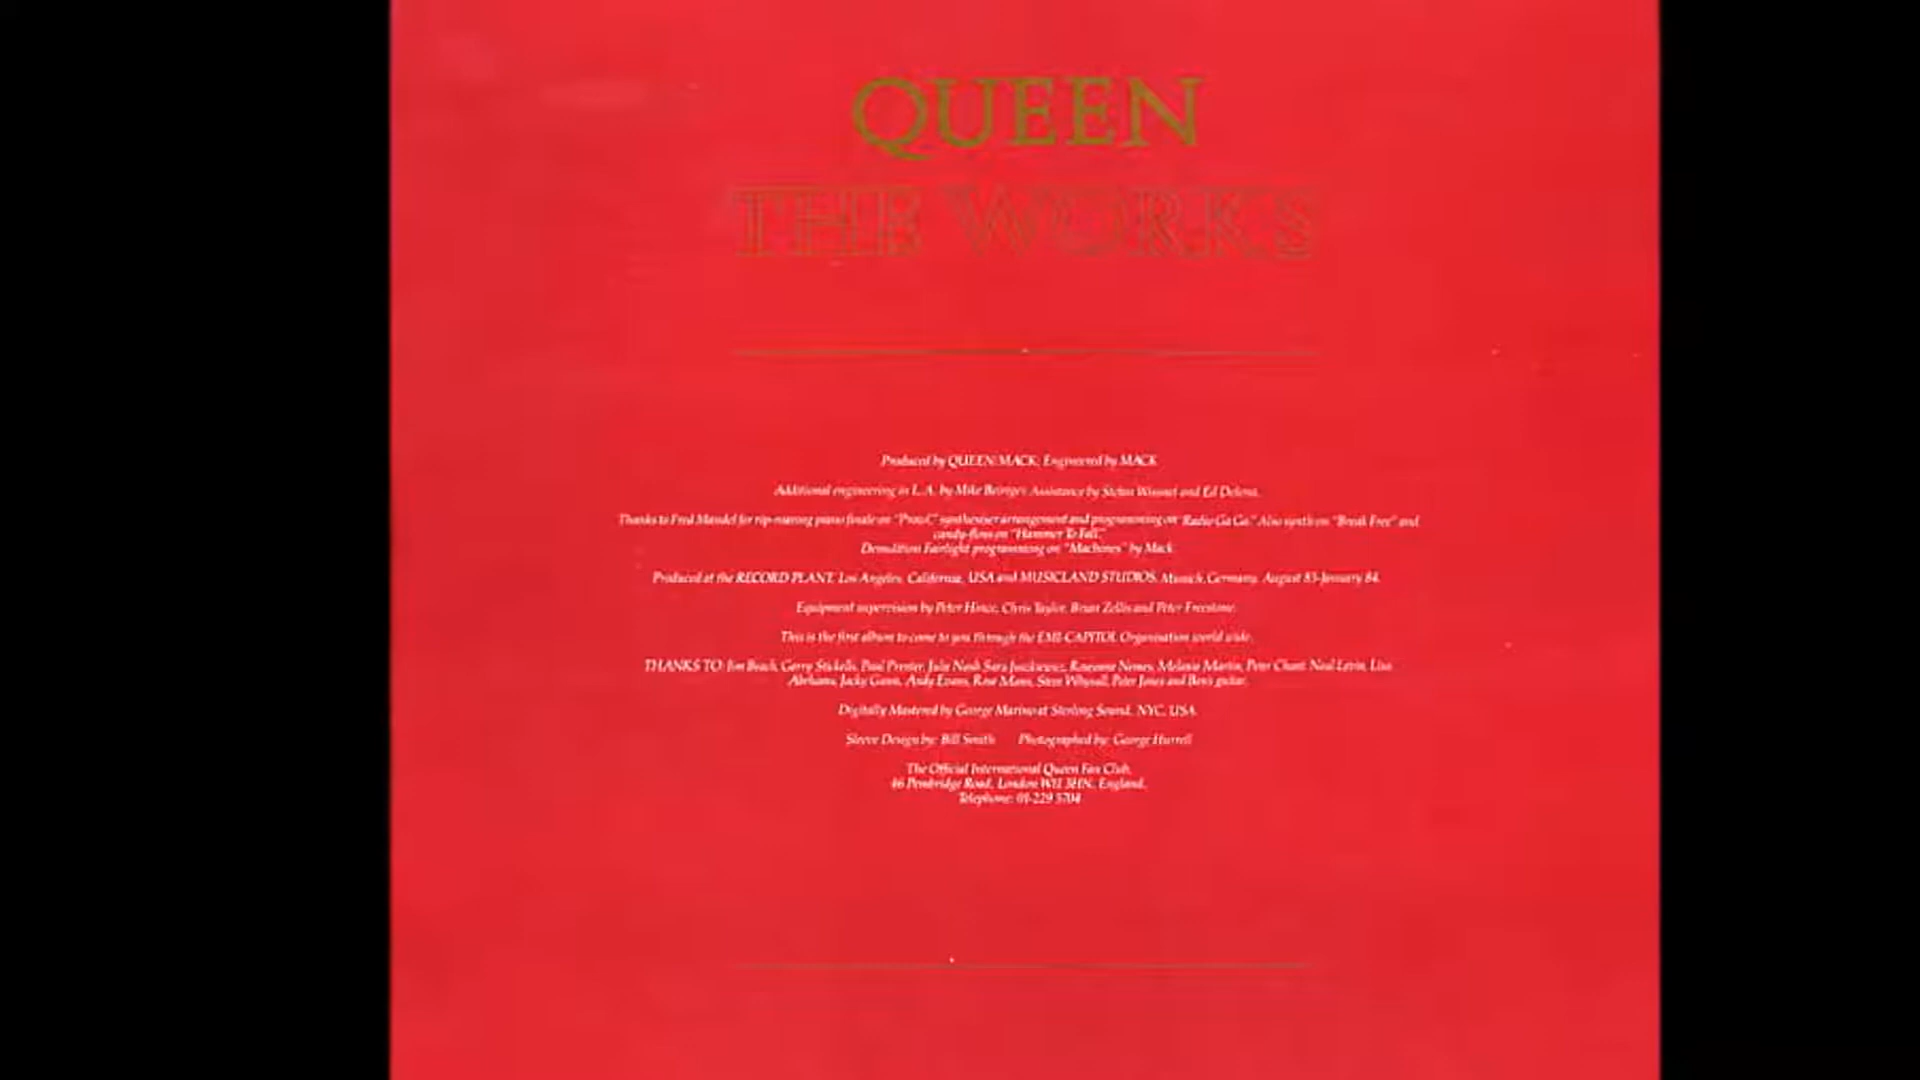 QUEEN
THE WORKS
Produced by QUEEN/MACK; Engineered by MACK
Additional engineering in L.A. by Mike Beiriger. Assistance by Stefan Wissnet and Ed Delena.
Thanks to Fred Mandel for rip-roaring piano finale on "Prowl," synthesiser arrangement and programming on "Radio Ga Ga." Also synth on "Break Free" and
candy-floss on "Hammer To Fall."
Demolition Fairlight programming on "Machines" by Mack
Produced at the RECORD PLANT, Los Angeles, California, USA and MUSICLAND STUDIOS, Munich, Germany. August 83-January 84.
Equipment supervision by Peter Hince, Chris Taylor, Brian Zellis and Peter Freestone.
This is the first album to come to you through the EMI-CAPITOL Organisation world wide.
THANKS TO: Jim Beach, Gerry Stickells, Paul Prenter, Julie Nash Sara Roseanne Nemes, Melanie Martin, Peter Chant, Neal Levin, Lisa
Abrhams, Jacky Gunn, Andy Evans, Rose Mann, Steve Peter Jones and Ben's guitar.
Digitally Mastered by George Marino at Sterling Sound, NYC, USA.
Sleeve Design by: Bill Smith Photographed by: George Hurrell
The Official International Queen Fan Club,
46 Pembridge Road, London W11 3HN, England.
Telephone: 01-229 5704